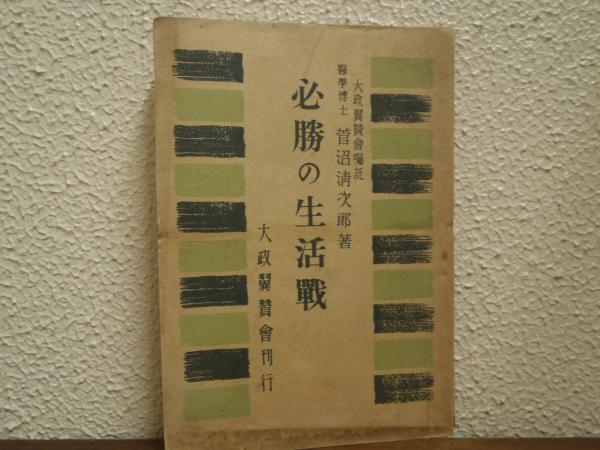 大政翼賛會囑託
醫學博士 菅沼淸次郎著
必勝の生活戰
大政翼賛會刊行